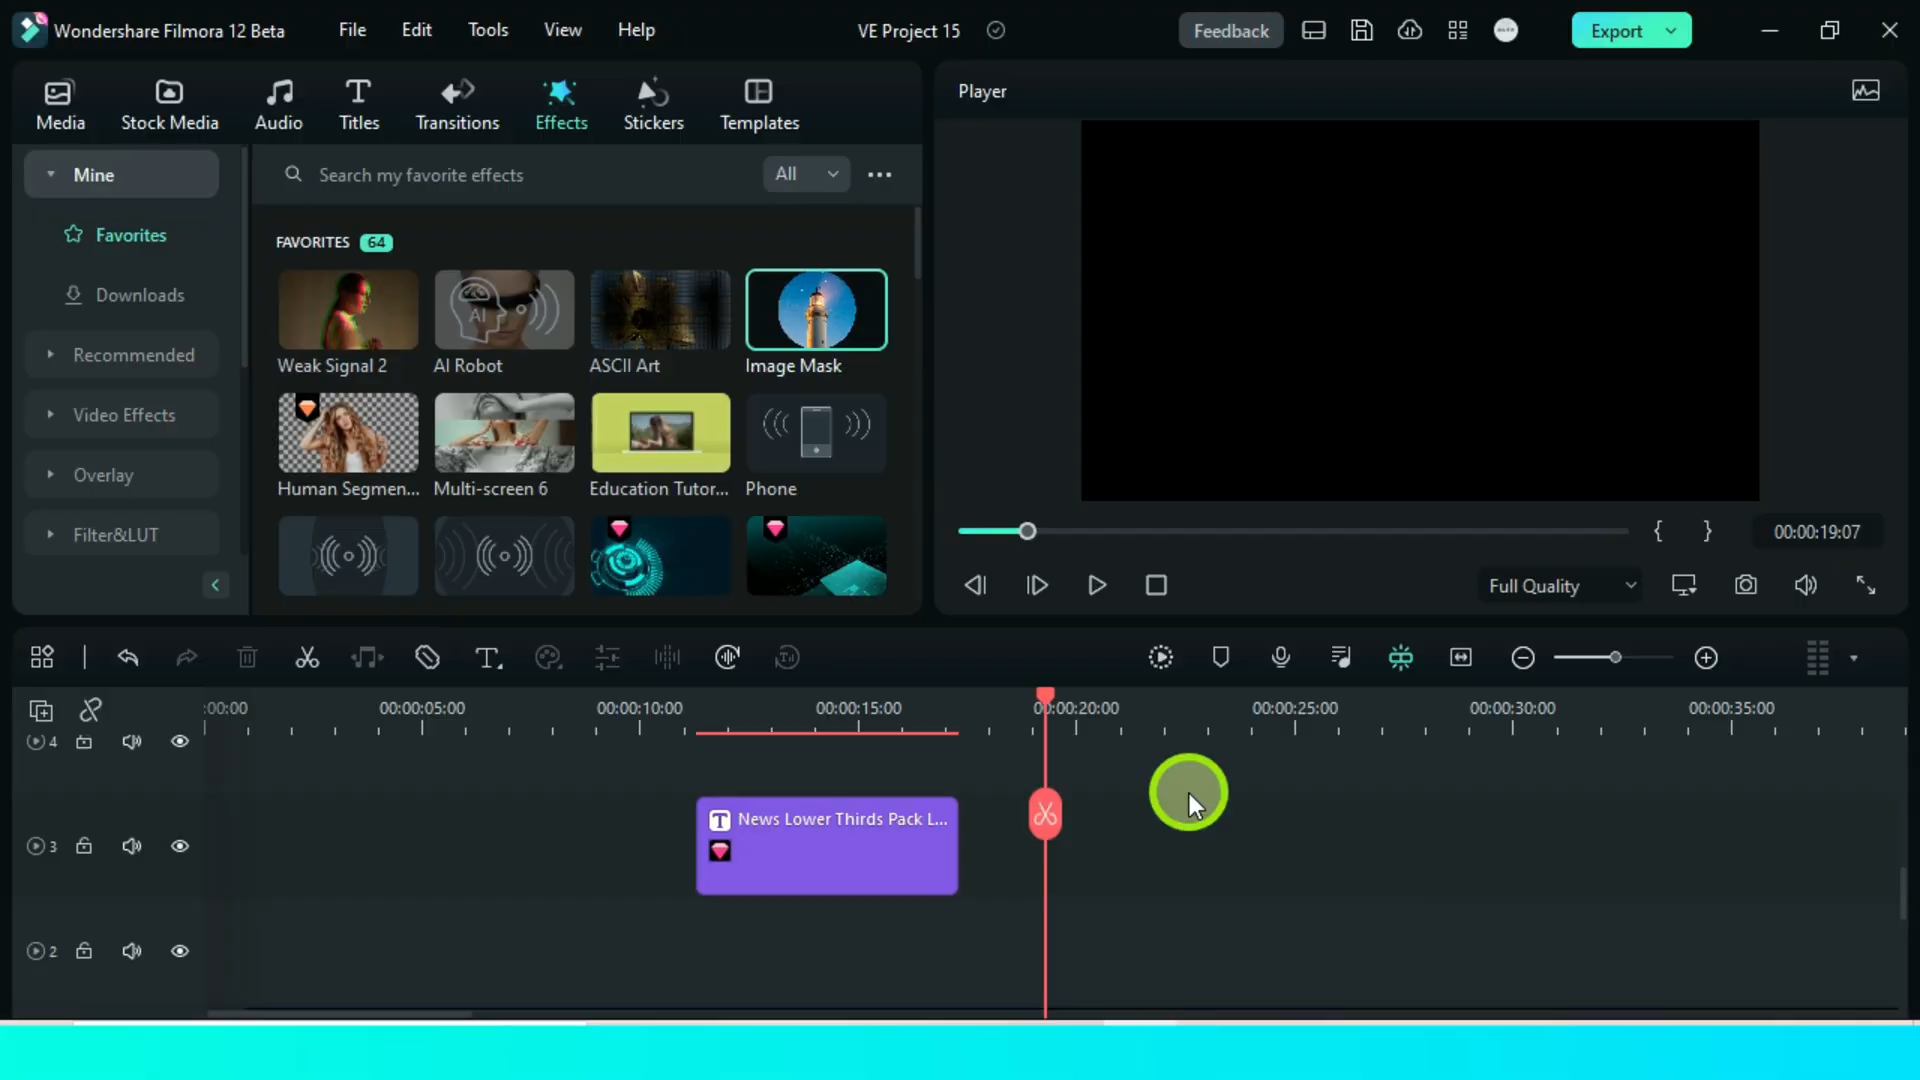 Wondershare Filmora 12 Beta
File
Edit
Tools
View
Help
VE Project 15
Feedback
Export
Media
Stock Media
Audio
Titles
Transitions
Effects
Stickers
Templates
Player
Mine
Search my favorite effects
All
Favorites
FAVORITES 64
Downloads
AI
Weak Signal 2
AI Robot
ASCII Art
Image Mask
Recommended
Video Effects
Overlay
Human Segmen...
Multi-screen 6
Education Tutor...
Phone
Filter&LUT
00:00:19:07
Full Quality
:00:00
00:00:05:00
00:00:10:00
00:00:15:00
00:00:20:00
00:00:25:00
00:00:30:00
00:00:35:00
4
T News Lower Thirds Pack L...
3
2